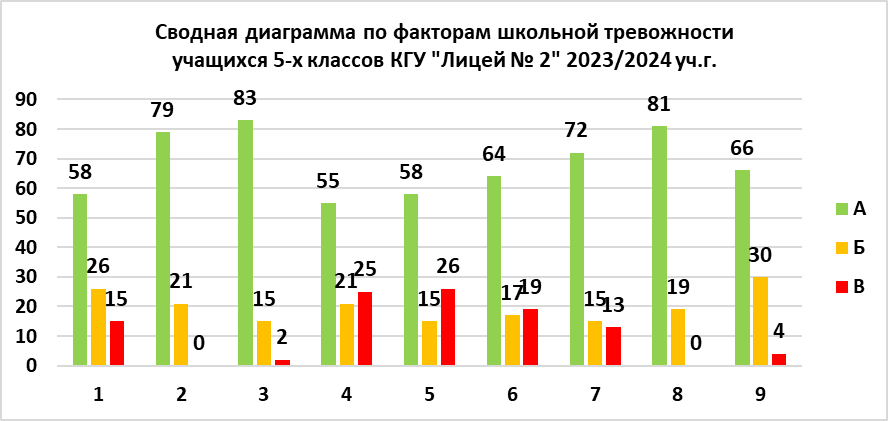 Сводная диаграмма по факторам школьной тревожности
учащихся 5-х классов КГУ "Лицей № 2" 2023/2024 уч.г.
90
80
70
60
50
40
30
20
10
0
58 26 15
79 21 0
83 15 2
55 21 25
58 15 26
64 17 19
72 15 13
81 19 0
66 30 4
1 2 3 4 5 6 7 8 9
А
Б
В